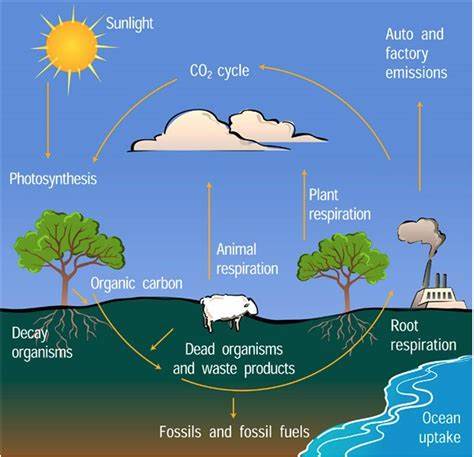 Sunlight
Auto and
factory
emissions
CO₂ cycle
Photosynthesis
Plant
respiration
Animal
respiration
Organic carbon
Decay
organisms
Dead organisms
and waste products
Root
respiration
Fossils and fossil fuels
Ocean
uptake